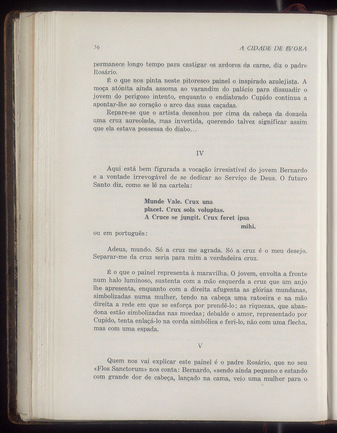 56 A CIDADE DE ÉVORA
permanece longo tempo para castigar os ardores da carne, diz o padre
Rosário.
É o que nos pinta neste pitoresco painel o inspirado azulejista. A
moça atónita ainda assoma ao varandim do palácio para dissuadir o
jovem de perigoso intento, enquanto o endiabrado Cupido continua a
apontar-lhe ao coração o arco das suas caçadas.
Repare-se que o artista desenhou por cima da cabeça da donzela
uma cruz aureolada, mas invertida, querendo talvez significar assim
que ela estava possessa do diabo...
IV
Aqui está bem figurada a vocação irresistível do jovem Bernardo
e a vontade irrevogável de se dedicar ao Serviço de Deus. O futuro
Santo diz, como se lê na cartela:
Munde Vale. Crux una
placet. Crux sola voluptas.
A Cruce se jungit. Crux foret ipsa
mihi.
ou em português:
Adeus, mundo. Só a cruz me agrada. Só a cruz é o meu desejo.
Separar-me da cruz seria para mim a verdadeira cruz.
É o que o painel representa à maravilha. O jovem, envolta a fronte
num halo luminoso, sustenta com a mão esquerda a cruz que um anjo
lhe apresenta, enquanto com a direita afugenta as glórias mundanas,
simbolizadas numa mulher, tendo na cabeça uma ratoeira e na mão
direita a rede em que se esforça por prendê-lo; as riquezas, que aban-
dona estão simbolizadas nas moedas; debalde o amor, representado por
Cupido, tenta enlaçá-lo na corda simbólica e feri-lo, não com uma flecha,
mas com uma espada.
V
Quem nos vai explicar este painel é o padre Rosário, que no seu
«Flos Sanctorum» nos conta: Bernardo, «sendo ainda pequeno e estando
com grande dor de cabeça, lançado na cama, veio uma mulher para o